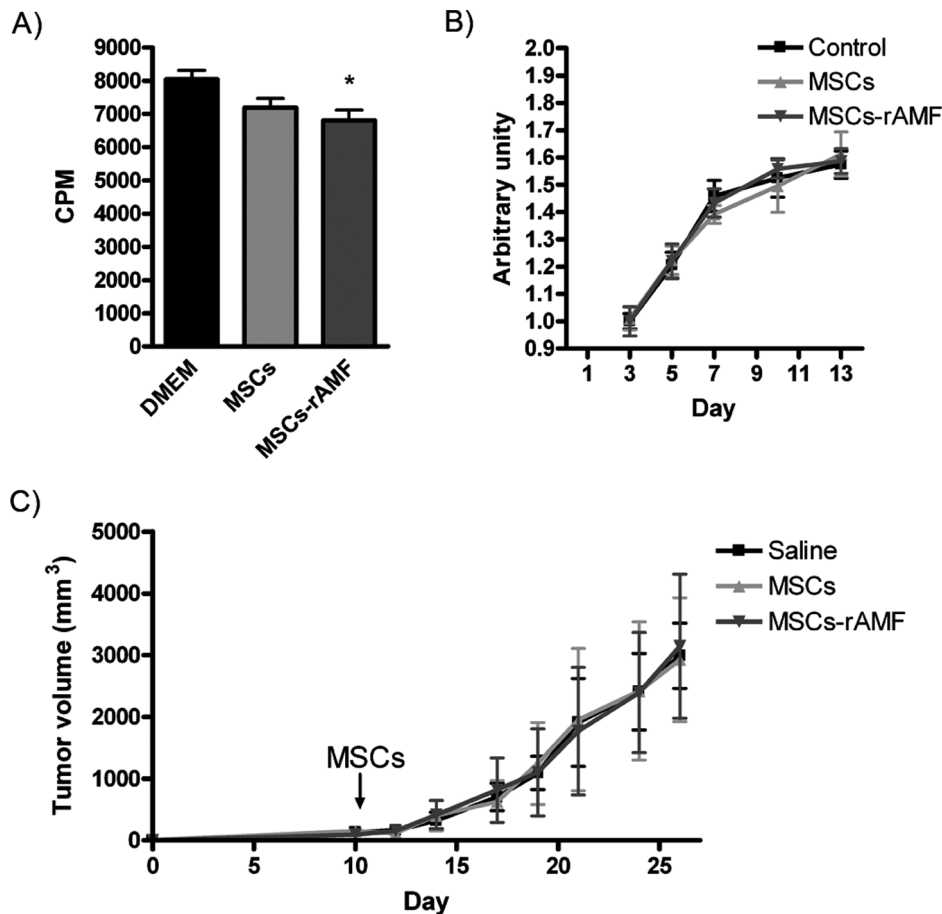 A)
9000
8000
7000
6000
5000
4000
3000
2000
1000
0
CPM
*
DMEM
MSCs
MSCs-rAMF
B)
2.0
1.9
1.8
1.7
1.6
1.5
1.4
1.3
1.2
1.1
1.0
0.9
Arbitrary unity
Control
MSCs
MSCs-rAMF
1 3 5 7 9 11 13
Day
C)
5000
4000
3000
2000
1000
0
Tumor volume (mm³)
MSCs
Saline
MSCs
MSCs-rAMF
0 5 10 15 20 25
Day